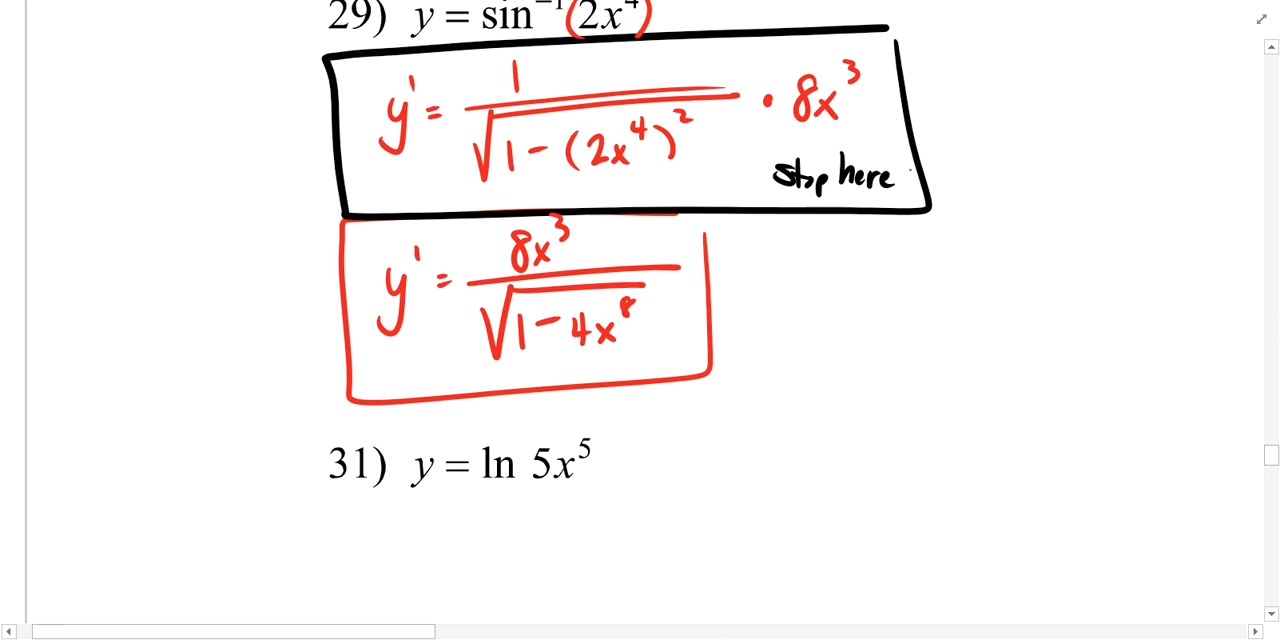 29) y = sin⁻¹(2x⁴)
y' = 1 / √(1 - (2x⁴)²) · 8x³
stop here
y' = 8x³ / √(1 - 4x⁸)
31) y = ln 5x⁵